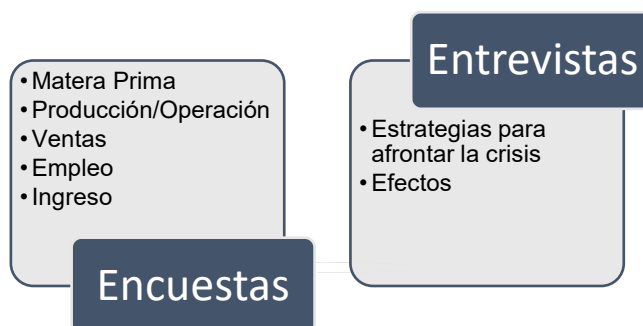 • Matera Prima
• Producción/Operación
• Ventas
• Empleo
• Ingreso
Encuestas
Entrevistas
• Estrategias para
afrontar la crisis
• Efectos